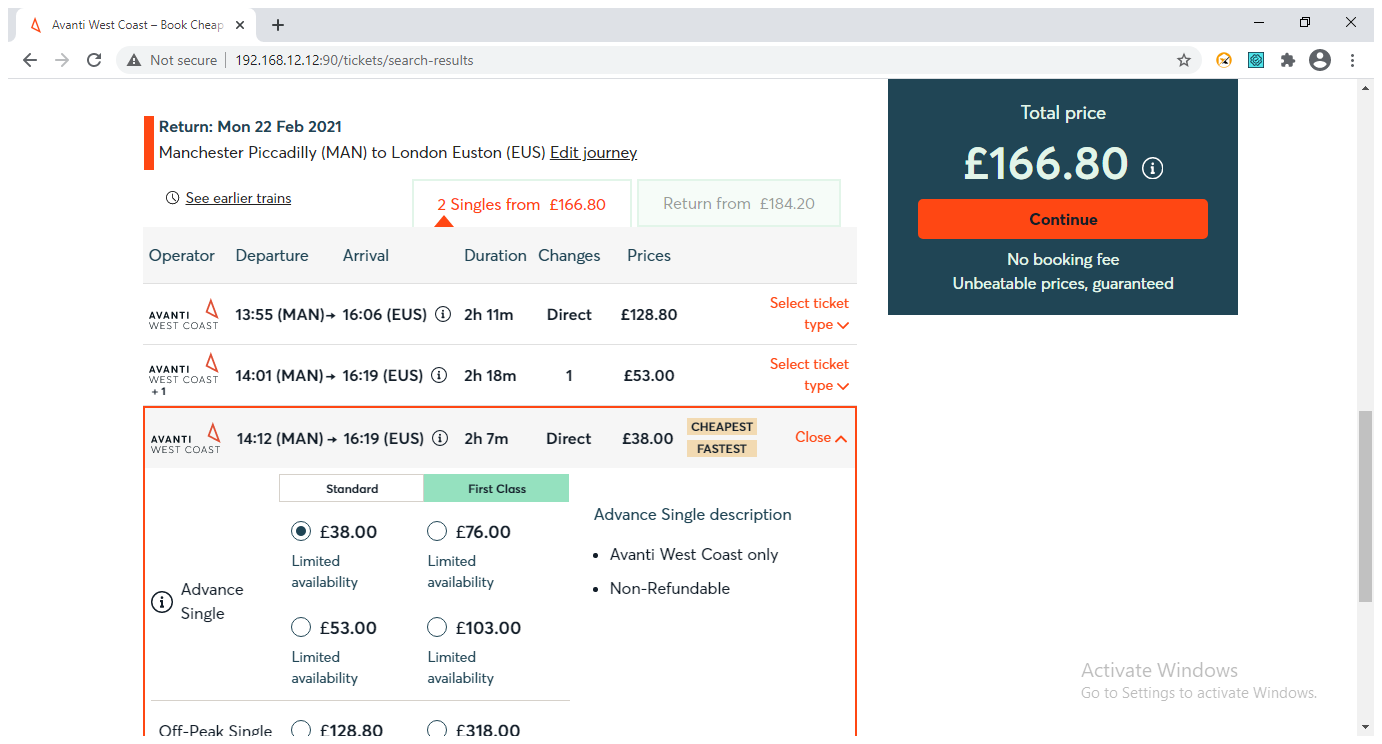 Avanti West Coast – Book Cheap
Not secure 192.168.12.12:90/tickets/search-results
Return: Mon 22 Feb 2021
Manchester Piccadilly (MAN) to London Euston (EUS) Edit journey
See earlier trains
2 Singles from £166.80
Return from £184.20
Operator Departure Arrival Duration Changes Prices
AVANTI WEST COAST 13:55 (MAN)→ 16:06 (EUS) 2h 11m Direct £128.80 Select ticket type
AVANTI WEST COAST +1 14:01 (MAN)→ 16:19 (EUS) 2h 18m 1 £53.00 Select ticket type
AVANTI WEST COAST 14:12 (MAN) → 16:19 (EUS) 2h 7m Direct £38.00 CHEAPEST FASTEST Close
Standard First Class
£38.00 £76.00
Limited availability Limited availability
Advance Single
£53.00 £103.00
Limited availability Limited availability
Off-Peak Single £128.80 £318.00
Advance Single description
• Avanti West Coast only
• Non-Refundable
Total price
£166.80
Continue
No booking fee
Unbeatable prices, guaranteed
Activate Windows
Go to Settings to activate Windows.